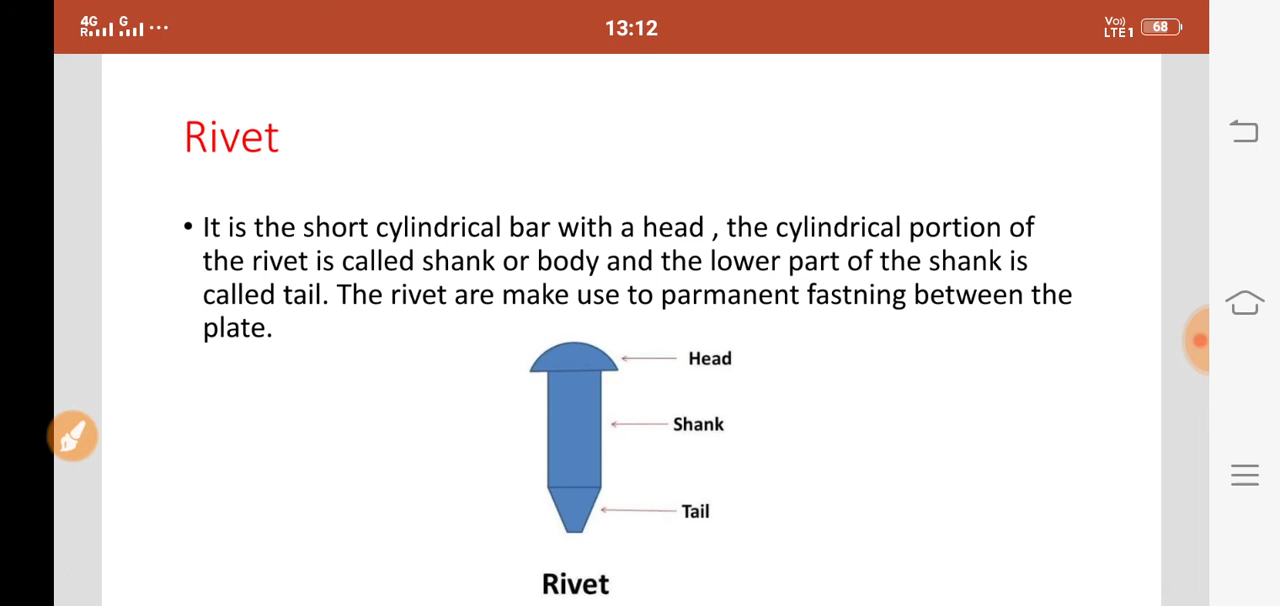 4G
R
G
13:12
Vo))
LTE1
68
Rivet
• It is the short cylindrical bar with a head , the cylindrical portion of
the rivet is called shank or body and the lower part of the shank is
called tail. The rivet are make use to parmanent fastning between the
plate.
Head
Shank
Tail
Rivet